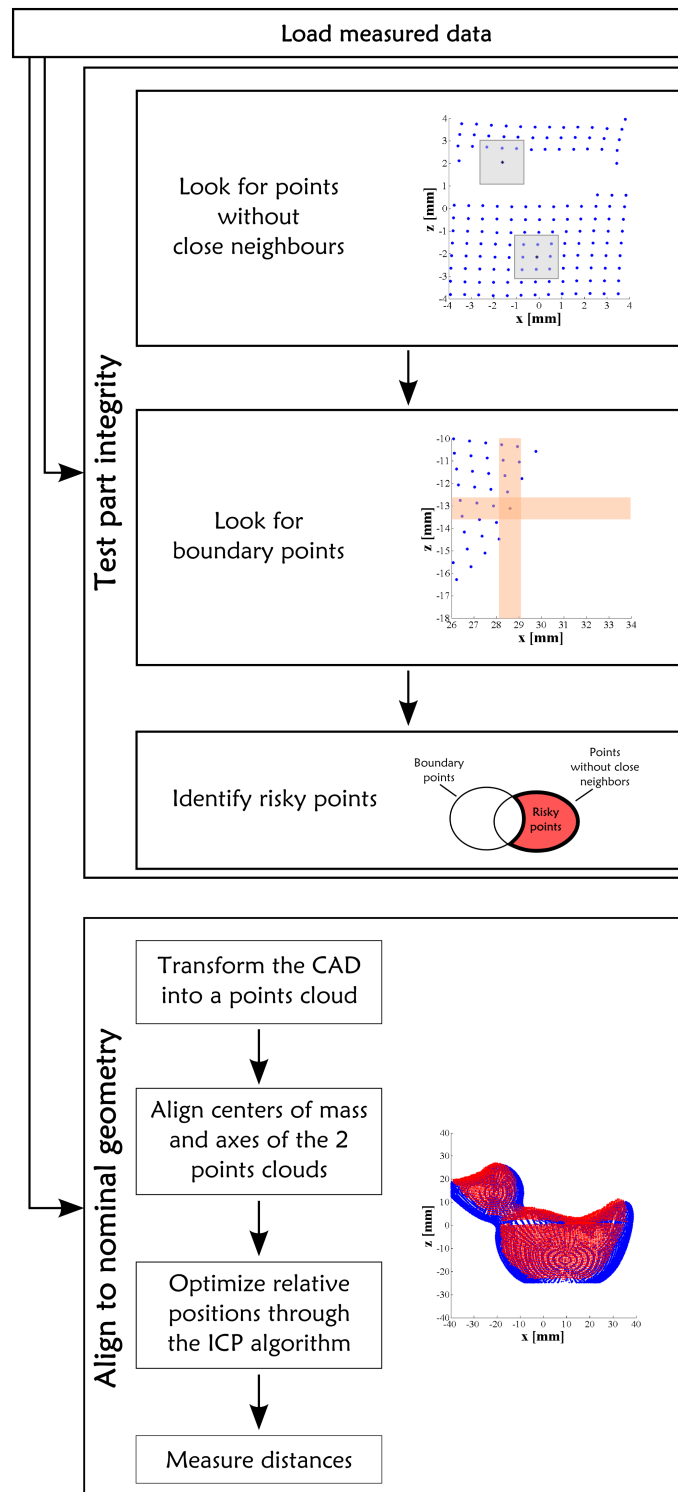 Load measured data
Test part integrity
Look for points
without
close neighbours
4
3
2
1
0
-1
-2
-3
-4
z [mm]
-4 -3 -2 -1 0 1 2 3 4
x [mm]
Look for
boundary points
-10
-11
-12
-13
-14
-15
-16
-17
-18
z [mm]
26 27 28 29 30 31 32 33 34
x [mm]
Identify risky points
Boundary
points
Points
without close
neighbors
Risky
points
Align to nominal geometry
Transform the CAD
into a points cloud
Align centers of mass
and axes of the 2
points clouds
Optimize relative
positions through
the ICP algorithm
Measure distances
40
30
20
10
0
-10
-20
-30
-40
z [mm]
-40 -30 -20 -10 0 10 20 30 40
x [mm]